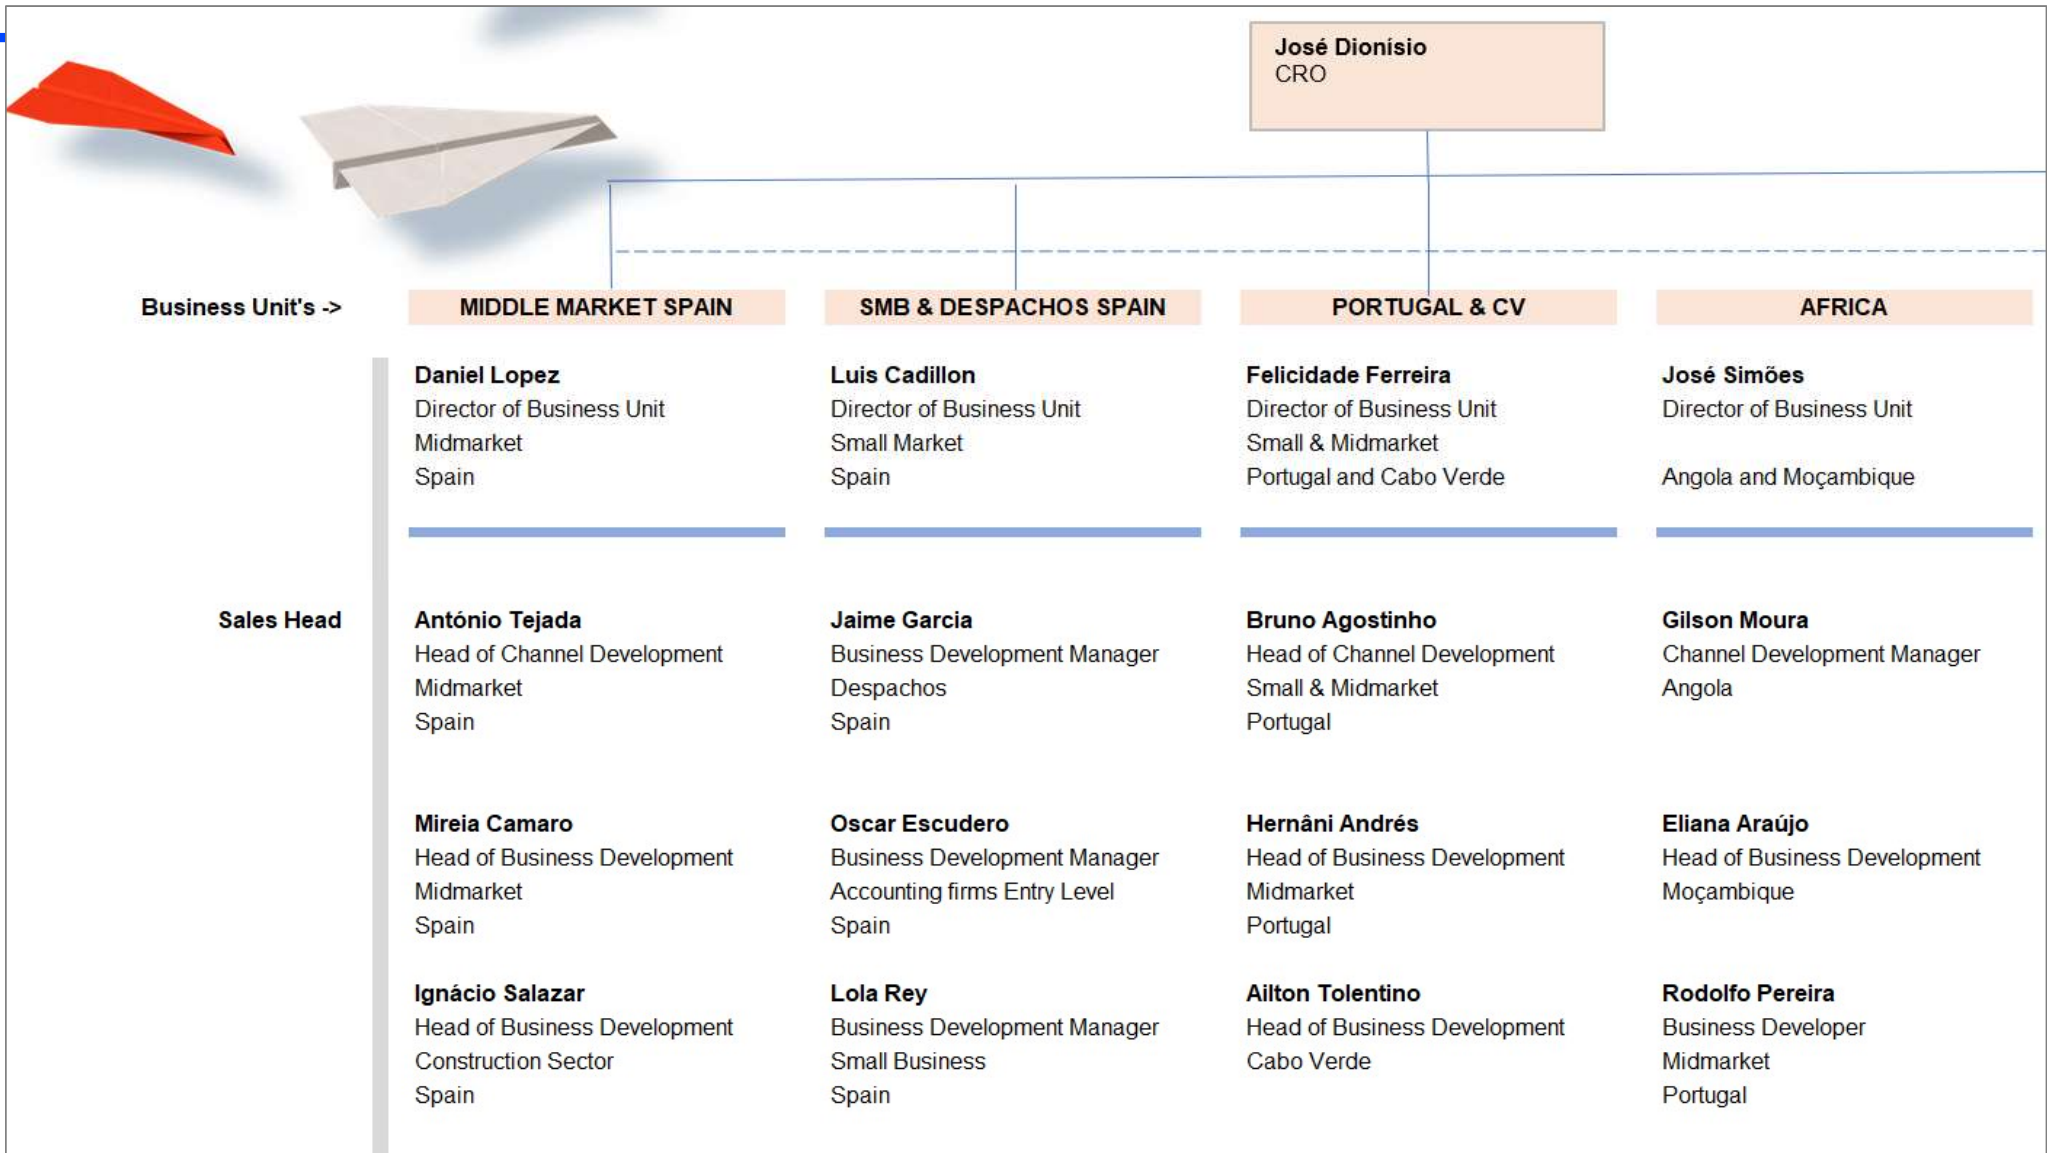 José Dionísio
CRO
Business Unit's ->
MIDDLE MARKET SPAIN
SMB & DESPACHOS SPAIN
PORTUGAL & CV
AFRICA
Daniel Lopez
Director of Business Unit
Midmarket
Spain
Luis Cadillon
Director of Business Unit
Small Market
Spain
Felicidade Ferreira
Director of Business Unit
Small & Midmarket
Portugal and Cabo Verde
José Simões
Director of Business Unit
Angola and Moçambique
Sales Head
António Tejada
Head of Channel Development
Midmarket
Spain
Jaime Garcia
Business Development Manager
Despachos
Spain
Bruno Agostinho
Head of Channel Development
Small & Midmarket
Portugal
Gilson Moura
Channel Development Manager
Angola
Mireia Camaro
Head of Business Development
Midmarket
Spain
Oscar Escudero
Business Development Manager
Accounting firms Entry Level
Spain
Hernâni Andrés
Head of Business Development
Midmarket
Portugal
Eliana Araújo
Head of Business Development
Moçambique
Ignácio Salazar
Head of Business Development
Construction Sector
Spain
Lola Rey
Business Development Manager
Small Business
Spain
Ailton Tolentino
Head of Business Development
Cabo Verde
Rodolfo Pereira
Business Developer
Midmarket
Portugal